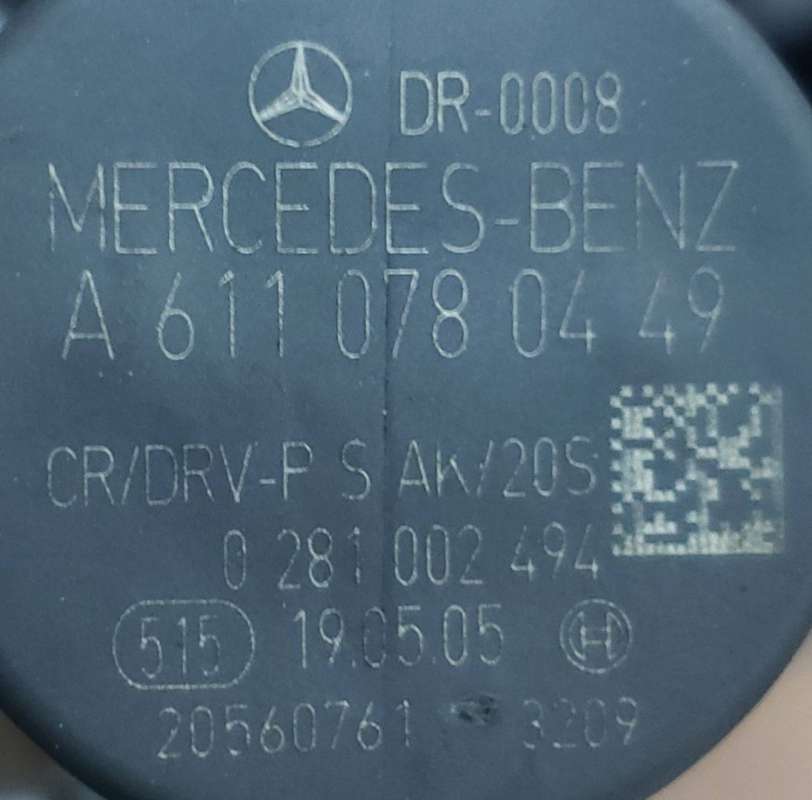 DR-0008
MERCEDES-BENZ
A 611 078 04 49
CR/DRV-P S AK/20S
0 281 002 494
515 19.05.05 H
20560761 3209